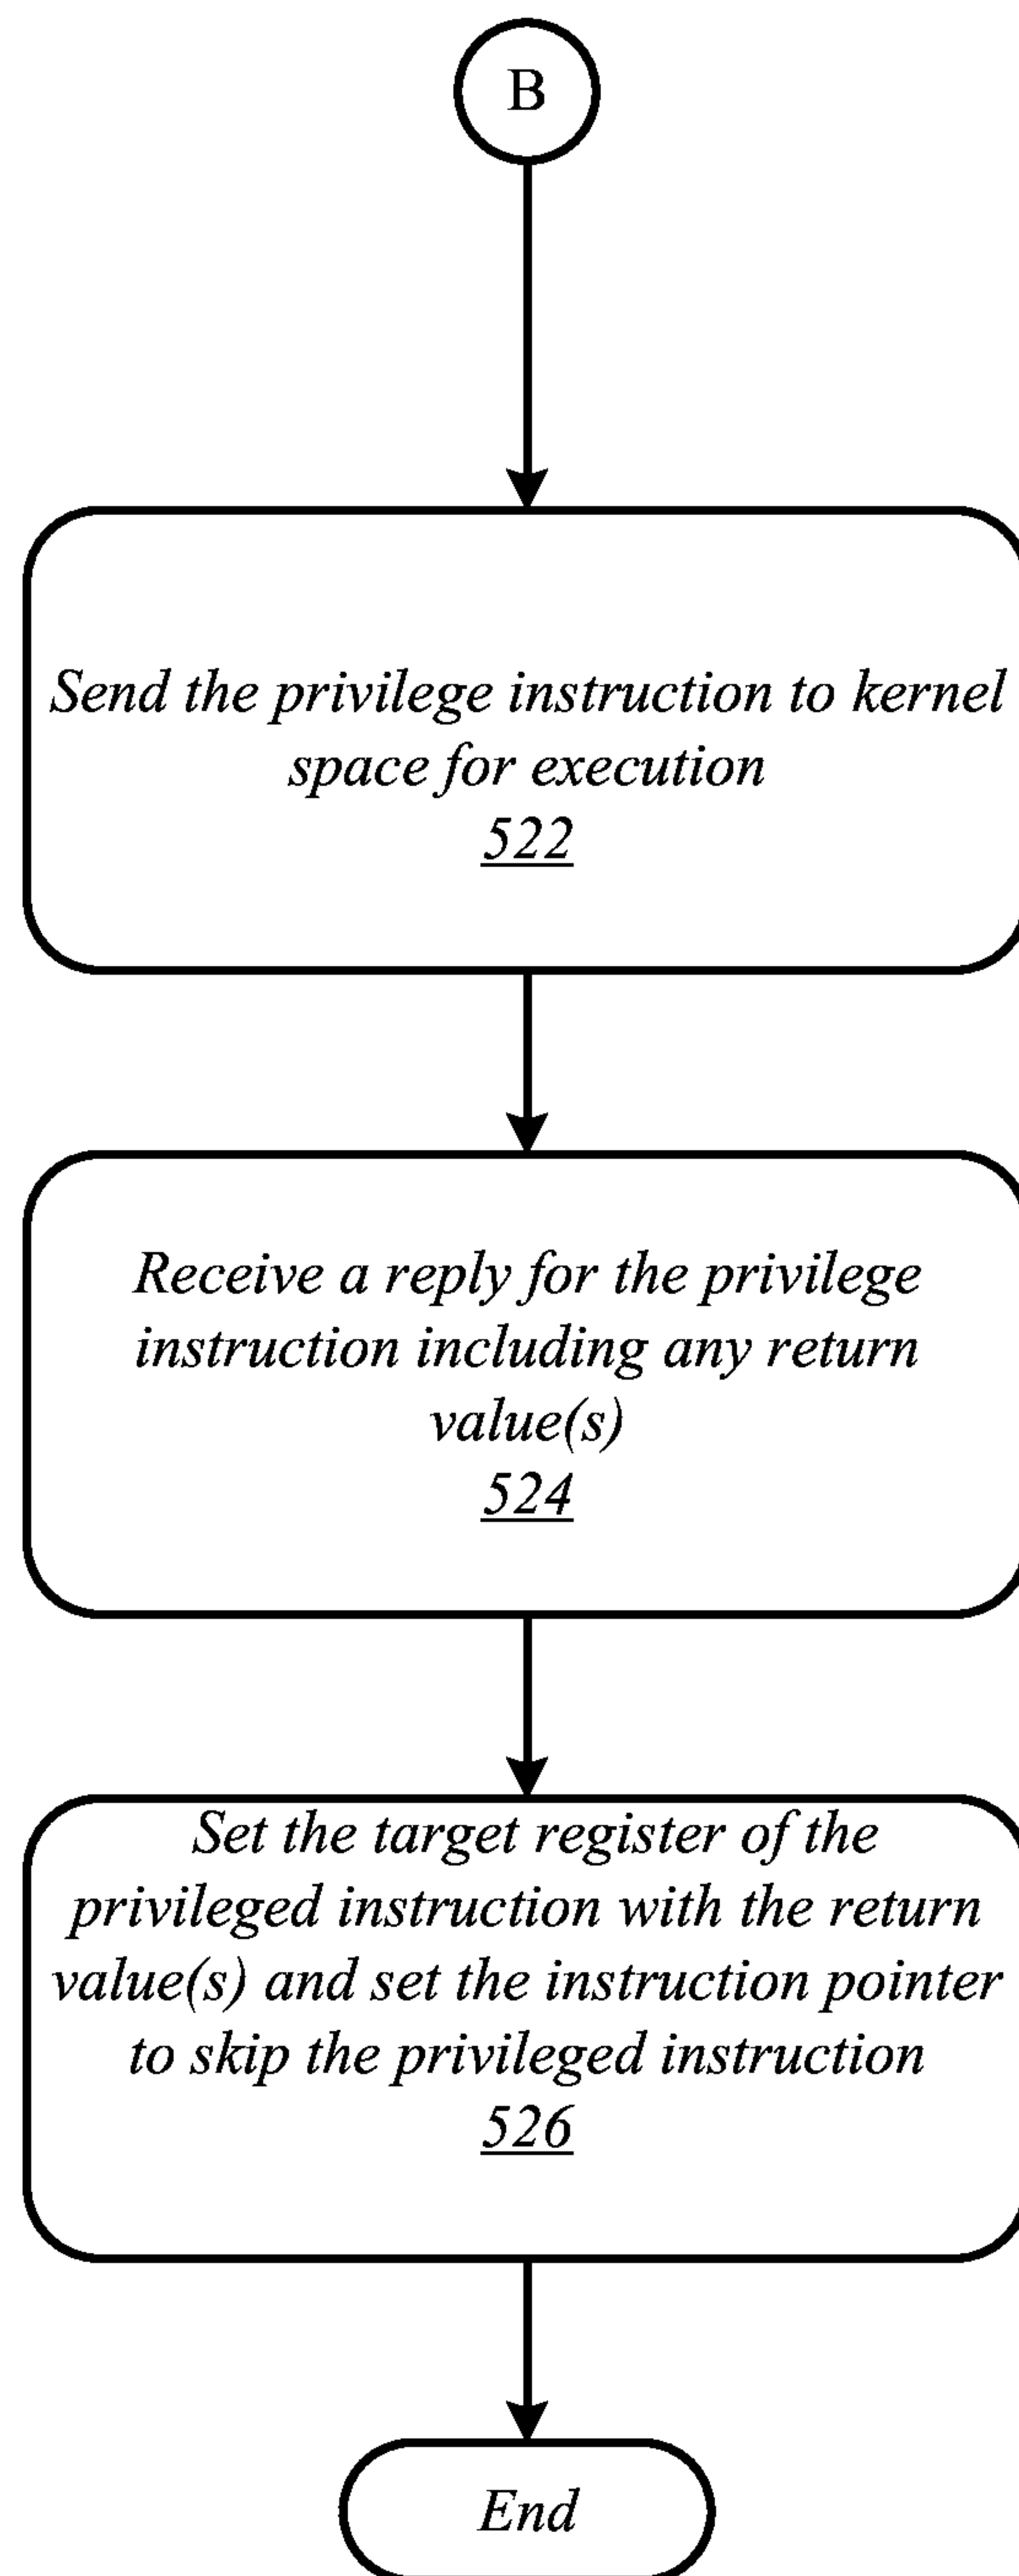 B
Send the privilege instruction to kernel
space for execution
522
Receive a reply for the privilege
instruction including any return
value(s)
524
Set the target register of the
privileged instruction with the return
value(s) and set the instruction pointer
to skip the privileged instruction
526
End